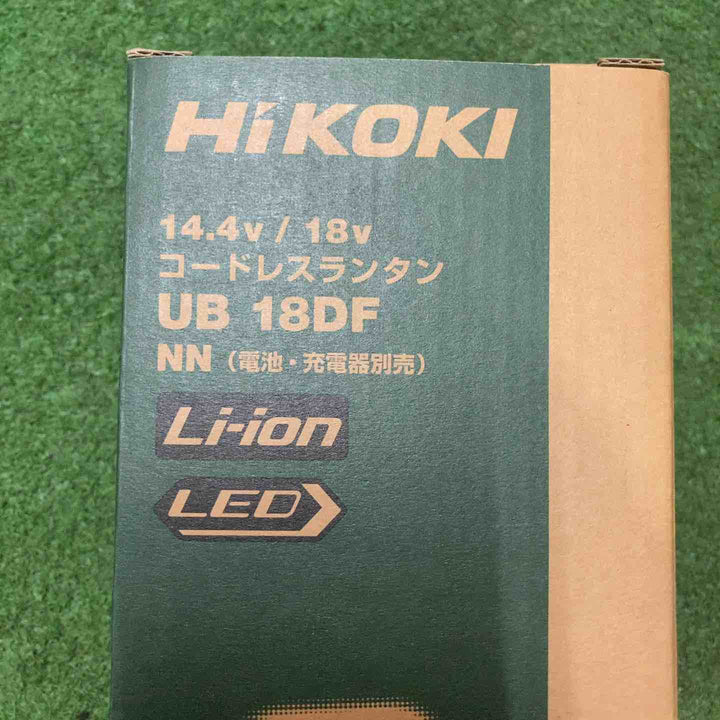 HiKOKI
14.4v / 18v
コードレスランタン
UB 18DF
NN（電池・充電器別売）
Li-ion
LED